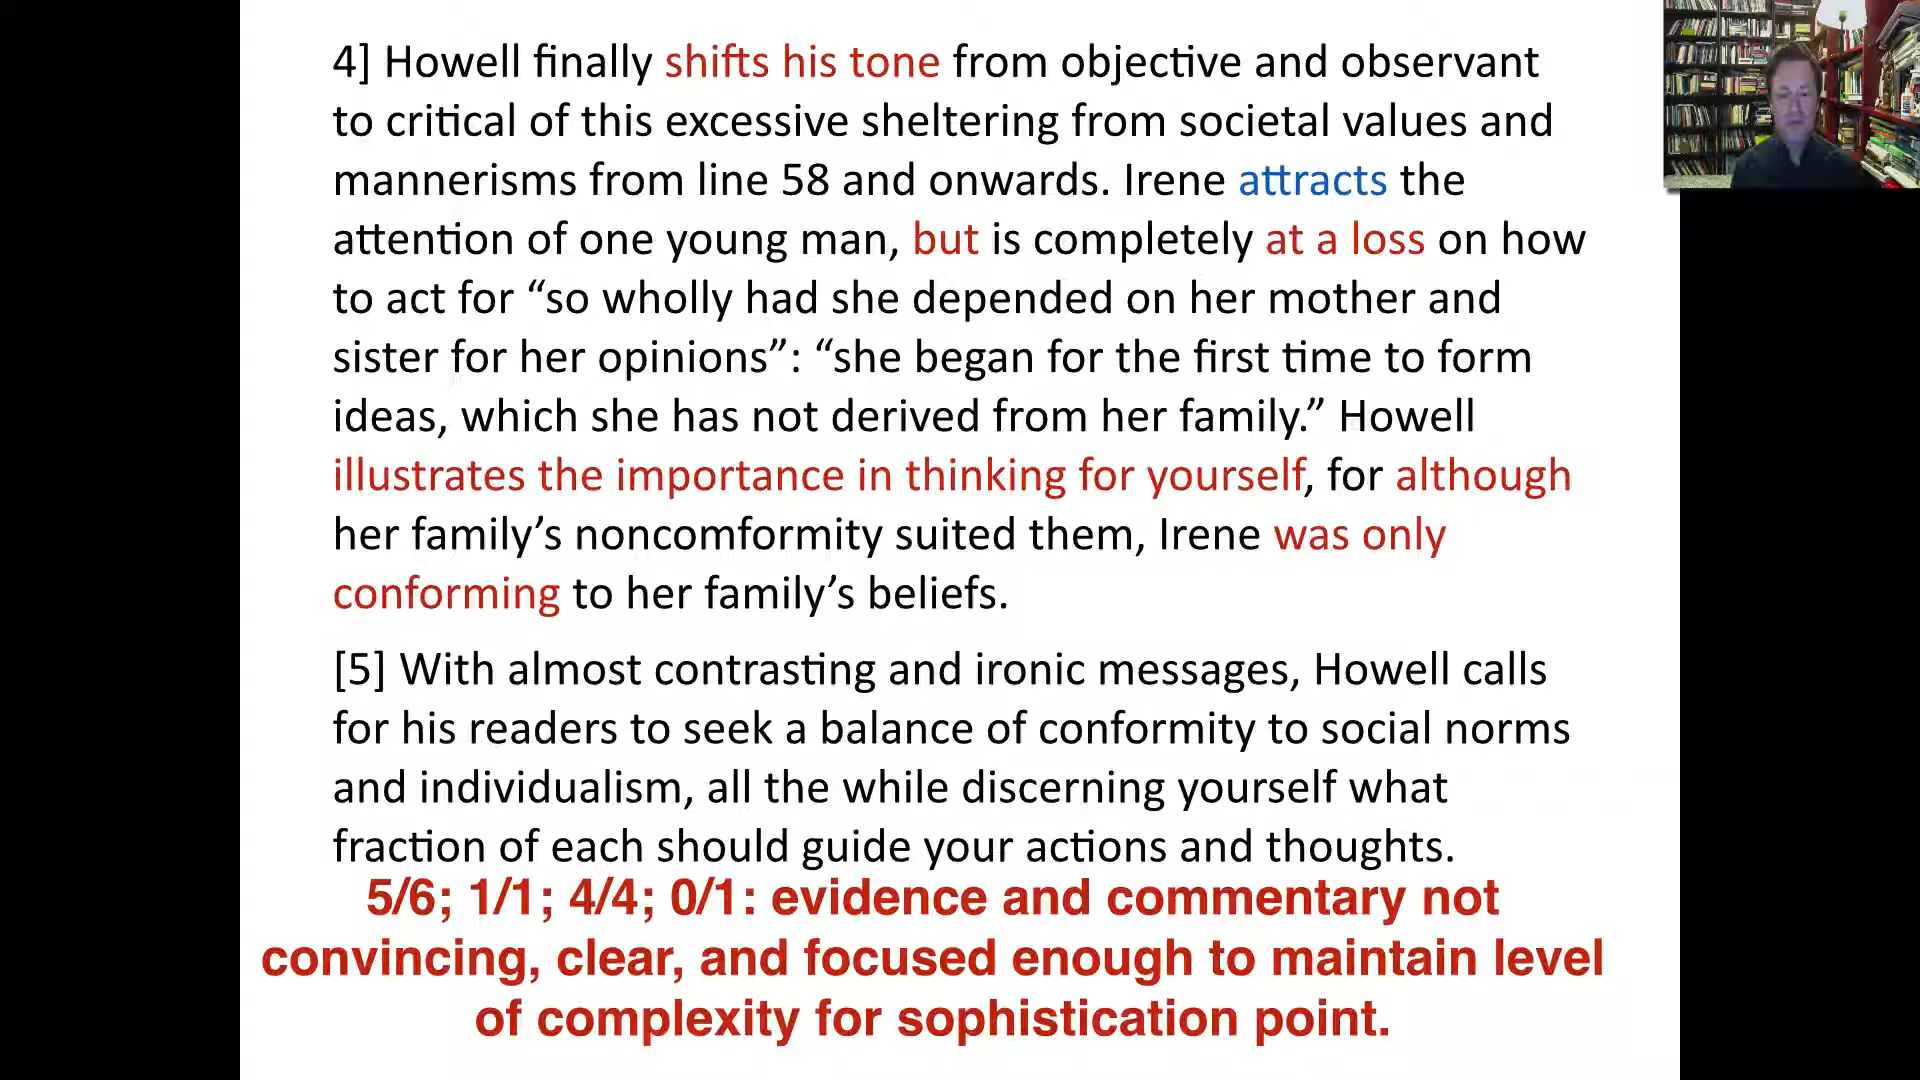 4] Howell finally shifts his tone from objective and observant
to critical of this excessive sheltering from societal values and
mannerisms from line 58 and onwards. Irene attracts the
attention of one young man, but is completely at a loss on how
to act for “so wholly had she depended on her mother and
sister for her opinions”: “she began for the first time to form
ideas, which she has not derived from her family.” Howell
illustrates the importance in thinking for yourself, for although
her family’s noncomformity suited them, Irene was only
conforming to her family’s beliefs.
[5] With almost contrasting and ironic messages, Howell calls
for his readers to seek a balance of conformity to social norms
and individualism, all the while discerning yourself what
fraction of each should guide your actions and thoughts.
5/6; 1/1; 4/4; 0/1: evidence and commentary not
convincing, clear, and focused enough to maintain level
of complexity for sophistication point.